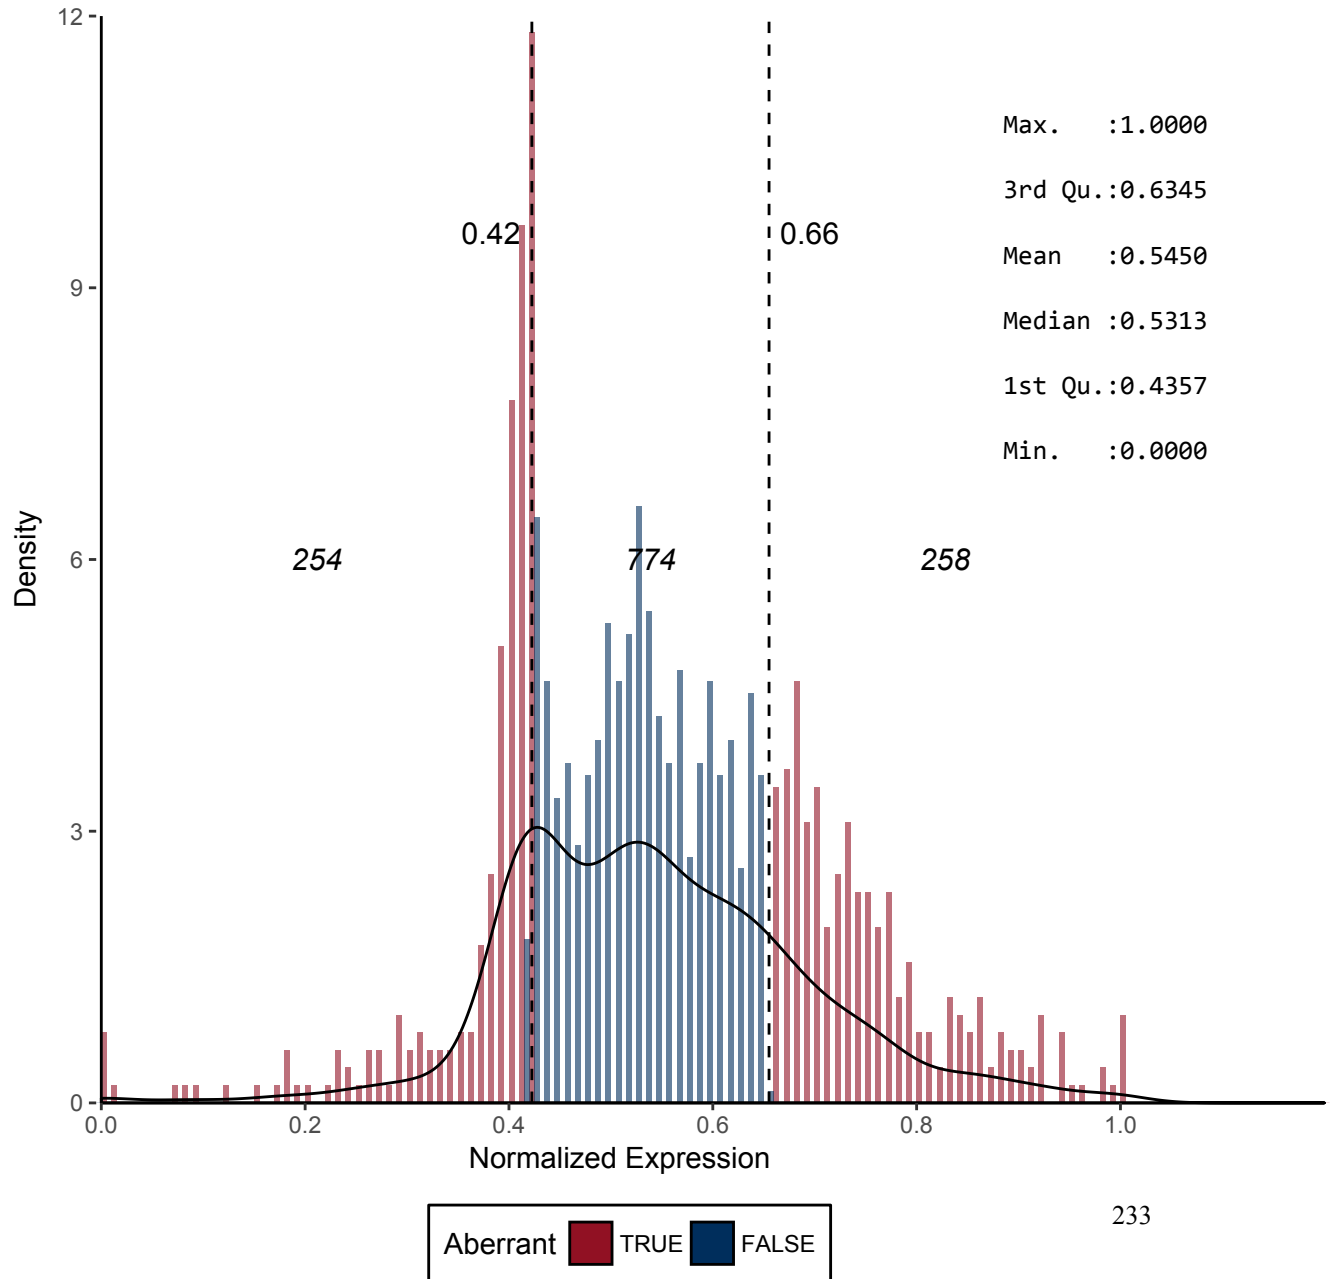 12
Max. :1.0000
3rd Qu.:0.6345
0.42
0.66
Mean :0.5450
9
Median :0.5313
1st Qu.:0.4357
Min. :0.0000
Density
6
254
774
258
3
0
0.0
0.2
0.4
0.6
0.8
1.0
Normalized Expression
233
Aberrant TRUE FALSE